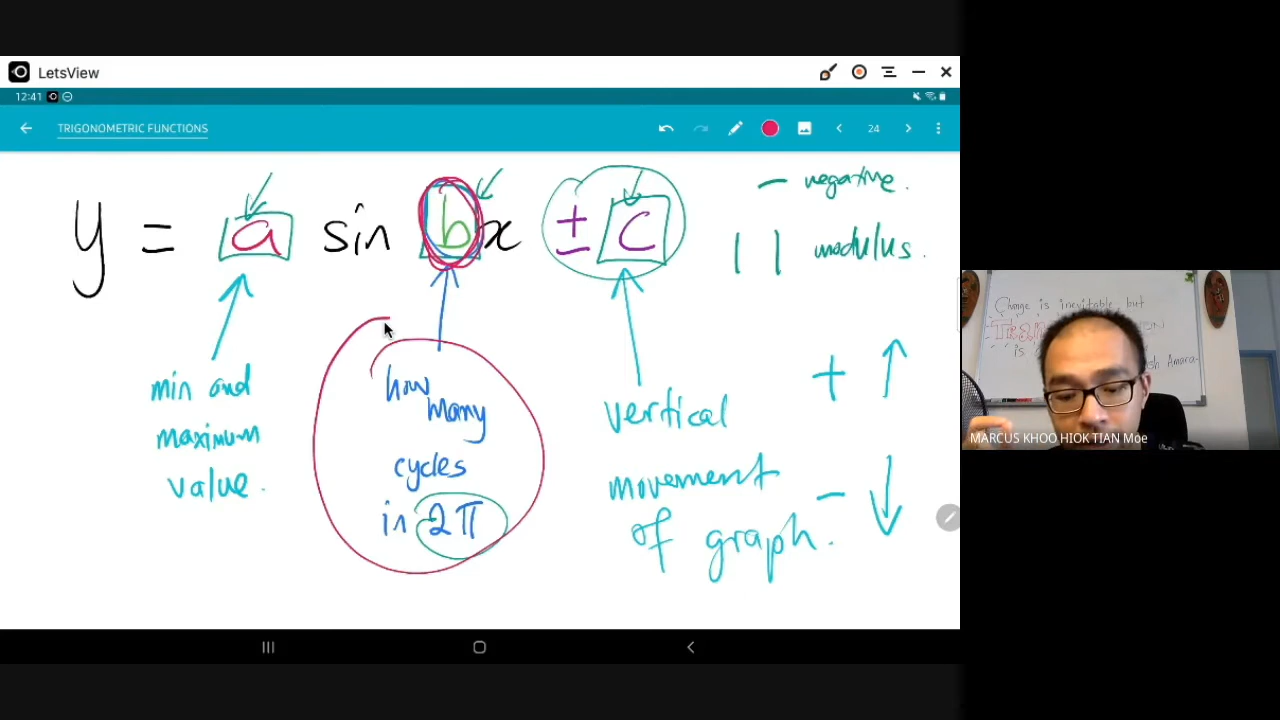 LetsView
12:41
TRIGONOMETRIC FUNCTIONS
24
y = a sin bx ± c
min and
maximum
value.
how
many
cycles
in 2π
vertical
movement
of graph.
- negative.
| | modulus.
+ ↑
- ↓
Change is inevitable but
is
MARCUS KHOO HIOK TIAN Moe